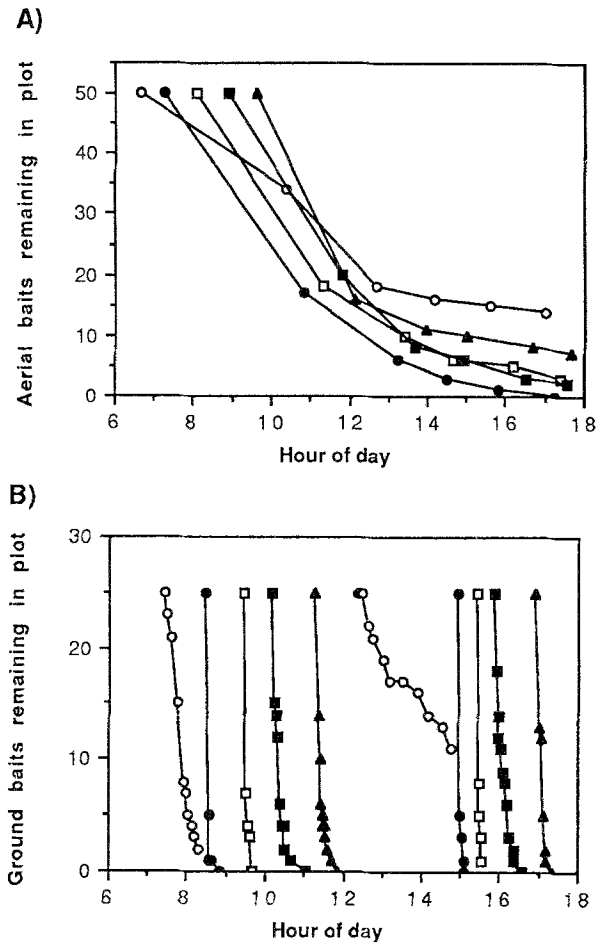 A)
Aerial baits remaining in plot
50
40
30
20
10
0
6 8 10 12 14 16 18
Hour of day
B)
Ground baits remaining in plot
30
20
10
0
6 8 10 12 14 16 18
Hour of day